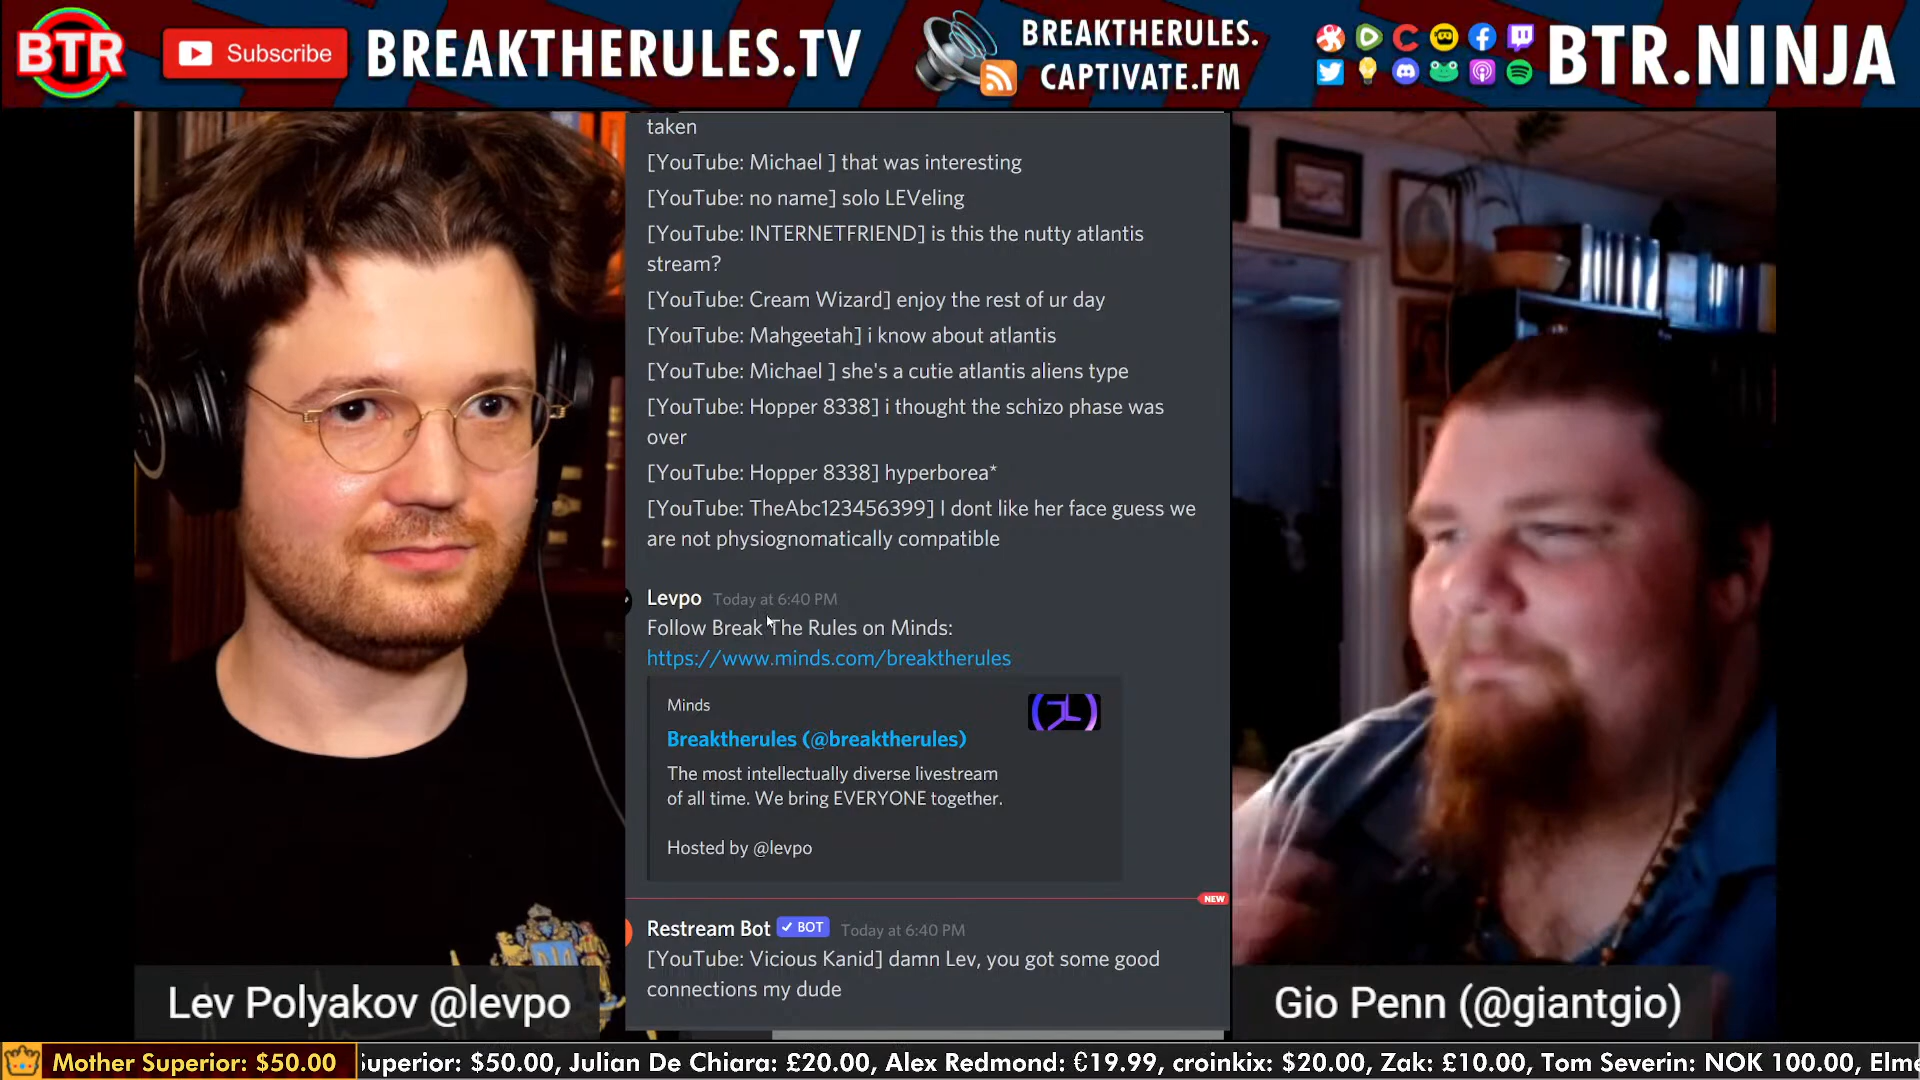 BTR
Subscribe
BREAKTHERULES.TV
BREAKTHERULES.
CAPTIVATE.FM
BTR.NINJA
taken
[YouTube: Michael ] that was interesting
[YouTube: no name] solo LEVeling
[YouTube: INTERNETFRIEND] is this the nutty atlantis
stream?
[YouTube: Cream Wizard] enjoy the rest of ur day
[YouTube: Mahgeetah] i know about atlantis
[YouTube: Michael ] she's a cutie atlantis aliens type
[YouTube: Hopper 8338] i thought the schizo phase was
over
[YouTube: Hopper 8338] hyperborea*
[YouTube: TheAbc123456399] I dont like her face guess we
are not physiognomatically compatible
Levpo Today at 6:40 PM
Follow Break The Rules on Minds:
https://www.minds.com/breaktherules
Minds
Breaktherules (@breaktherules)
The most intellectually diverse livestream
of all time. We bring EVERYONE together.
Hosted by @levpo
NEW
Restream Bot ✓ BOT Today at 6:40 PM
[YouTube: Vicious Kanid] damn Lev, you got some good
connections my dude
Lev Polyakov @levpo
Gio Penn (@giantgio)
Mother Superior: $50.00
Superior: $50.00, Julian De Chiara: £20.00, Alex Redmond: €19.99, croinkix: $20.00, Zak: £10.00, Tom Severin: NOK 100.00, Elm